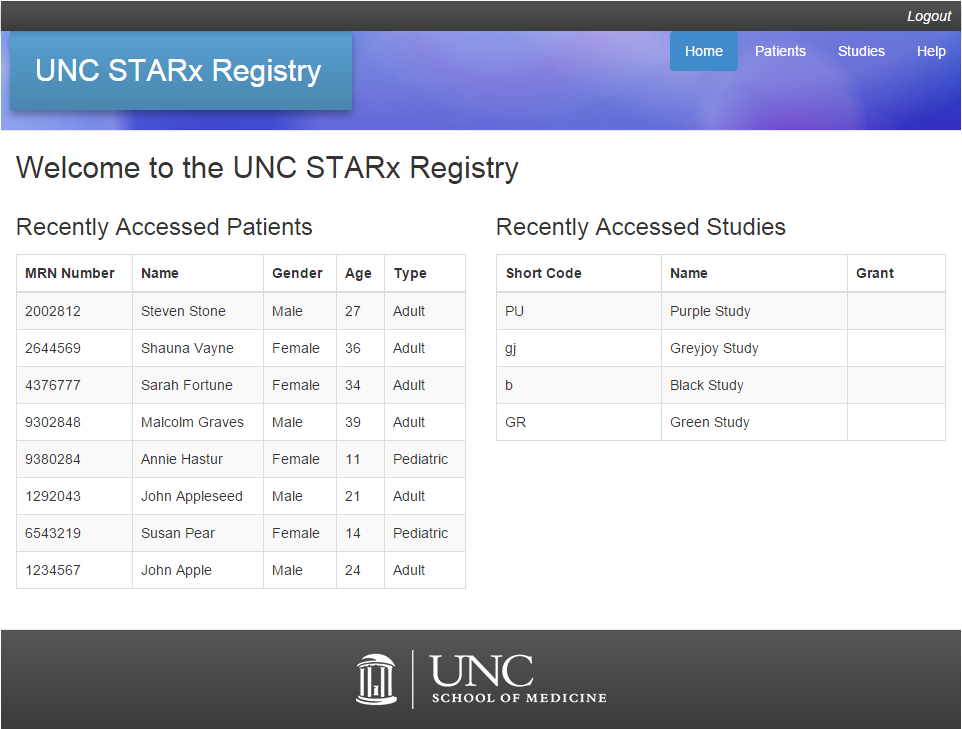 Logout
UNC STARx Registry
Home Patients Studies Help
Welcome to the UNC STARx Registry
Recently Accessed Patients
MRN Number Name Gender Age Type
2002812 Steven Stone Male 27 Adult
2644569 Shauna Vayne Female 36 Adult
4376777 Sarah Fortune Female 34 Adult
9302848 Malcolm Graves Male 39 Adult
9380284 Annie Hastur Female 11 Pediatric
1292043 John Appleseed Male 21 Adult
6543219 Susan Pear Female 14 Pediatric
1234567 John Apple Male 24 Adult
Recently Accessed Studies
Short Code Name Grant
PU Purple Study
gj Greyjoy Study
b Black Study
GR Green Study
UNC
SCHOOL OF MEDICINE